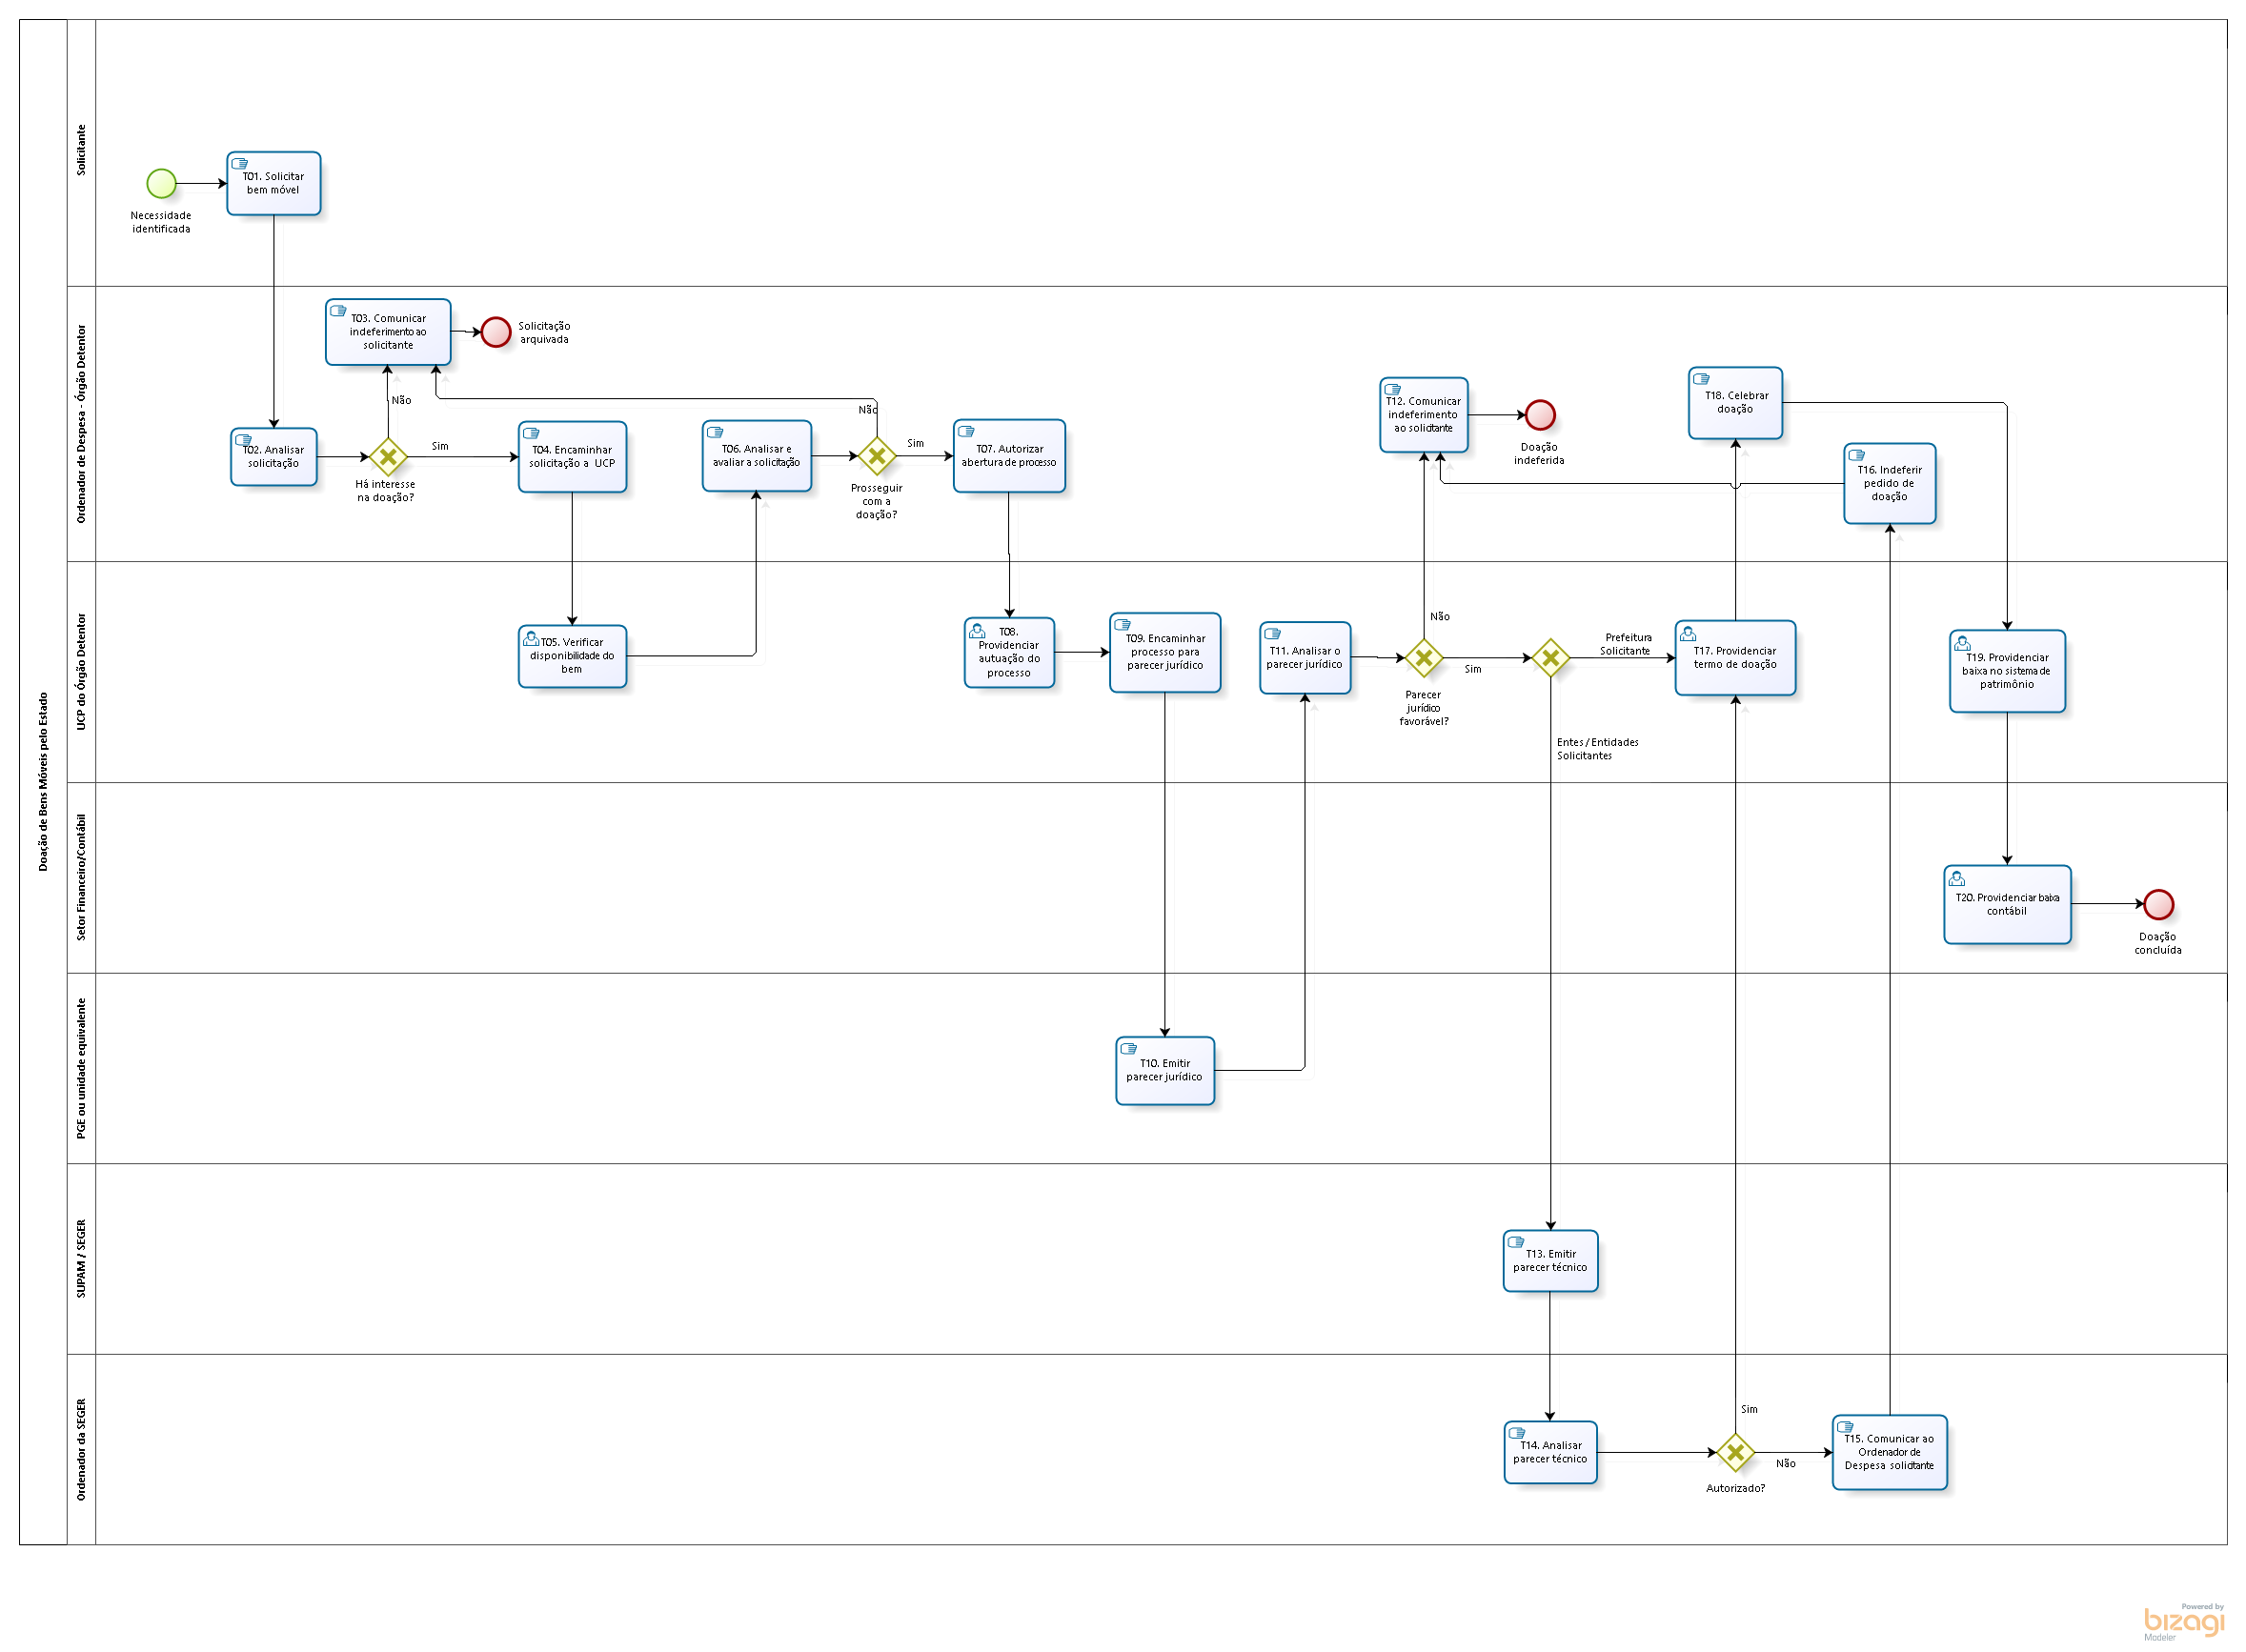 Doação de Bens Móveis pelo Estado
Solicitante
Necessidade
identificada
T01. Solicitar
bem móvel
Ordenador de Despesa - Órgão Detentor
T02. Analisar
solicitação
Há interesse
na doação?
Não
Sim
T03. Comunicar
indeferimento ao
solicitante
Solicitação
arquivada
T04. Encaminhar
solicitação a UCP
T06. Analisar e
avaliar a solicitação
Prosseguir
com a
doação?
Não
Sim
T07. Autorizar
abertura de processo
T12. Comunicar
indeferimento
ao solicitante
Doação
indeferida
T18. Celebrar
doação
T16. Indeferir
pedido de
doação
UCP do Órgão Detentor
T05. Verificar
disponibilidade do
bem
T08.
Providenciar
autuação do
processo
T09. Encaminhar
processo para
parecer jurídico
T11. Analisar o
parecer jurídico
Parecer
jurídico
favorável?
Não
Sim
Prefeitura
Solicitante
Entes / Entidades
Solicitantes
T17. Providenciar
termo de doação
T19. Providenciar
baixa no sistema de
patrimônio
Setor Financeiro/Contábil
T20. Providenciar baixa
contábil
Doação
concluída
PGE ou unidade equivalente
T10. Emitir
parecer jurídico
SUPAM / SEGER
T13. Emitir
parecer técnico
Ordenador da SEGER
T14. Analisar
parecer técnico
Autorizado?
Sim
Não
T15. Comunicar ao
Ordenador de
Despesa solicitante
Powered by
bizagi
Modeler